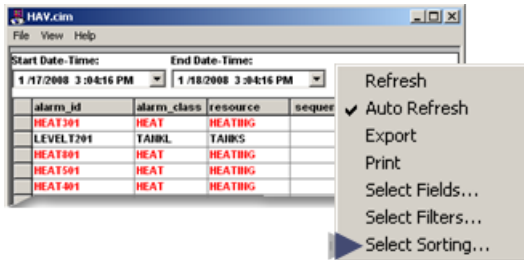 HAV.cim
File View Help
Start Date-Time: End Date-Time:
1 /17/2008 3 :04:16 PM 1 /18/2008 3 :04:16 PM
alarm_id alarm_class resource sequen
HEAT301 HEAT HEATING
LEVELT201 TANKL TANKS
HEAT801 HEAT HEATING
HEAT501 HEAT HEATING
HEAT401 HEAT HEATING
Refresh
Auto Refresh
Export
Print
Select Fields...
Select Filters...
Select Sorting...